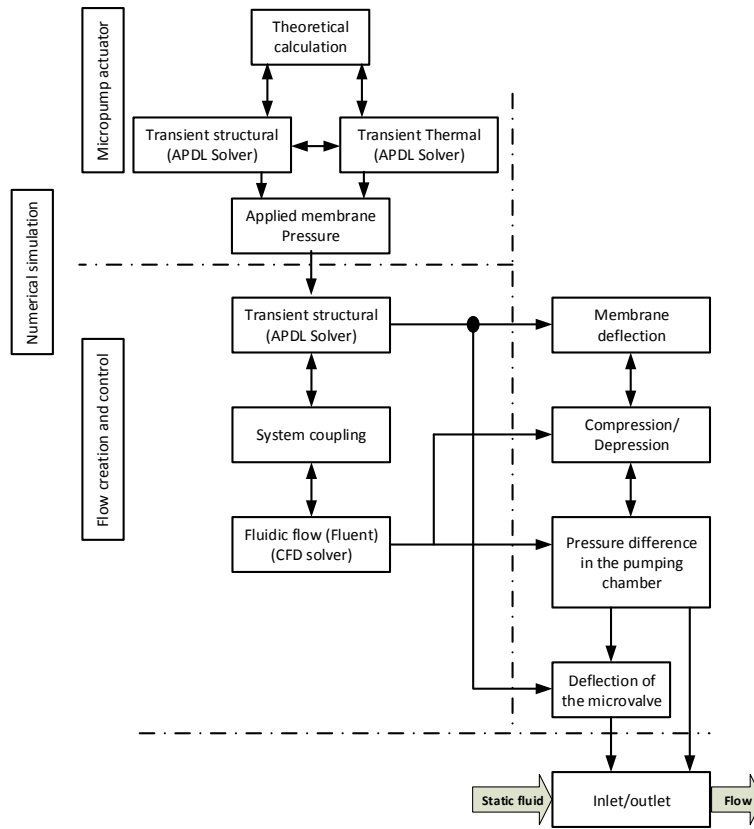 Theoretical
calculation
Micropump actuator
Transient structural
(APDL Solver)
Transient Thermal
(APDL Solver)
Applied membrane
Pressure
Numerical simulation
Flow creation and control
Transient structural
(APDL Solver)
Membrane
deflection
System coupling
Compression/
Depression
Fluidic flow (Fluent)
(CFD solver)
Pressure difference
in the pumping
chamber
Deflection of
the microvalve
Static fluid
Inlet/outlet
Flow